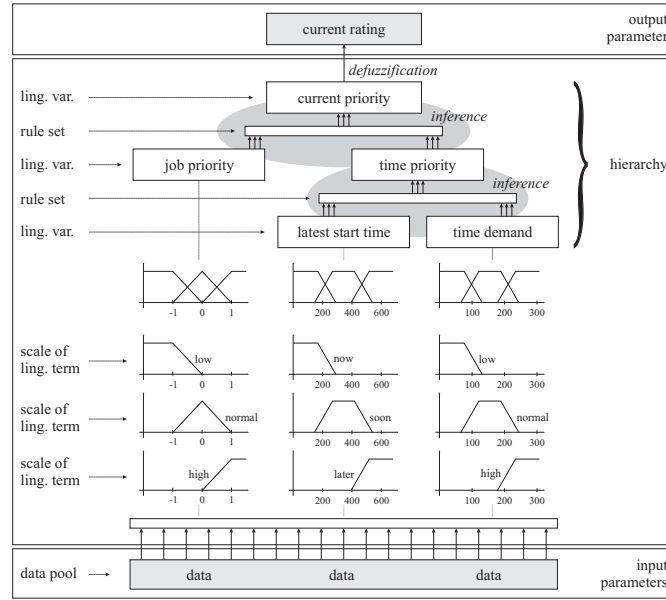 current rating
output
parameter
defuzzification
ling. var.
current priority
inference
rule set
ling. var.
job priority
time priority
hierarchy
inference
rule set
ling. var.
latest start time
time demand
-1 0 1
200 400 600
100 200 300
scale of
ling. term
low
now
low
-1 0 1
200 400 600
100 200 300
scale of
ling. term
normal
soon
normal
-1 0 1
200 400 600
100 200 300
scale of
ling. term
high
later
high
-1 0 1
200 400 600
100 200 300
data pool
data
data
data
input
parameters